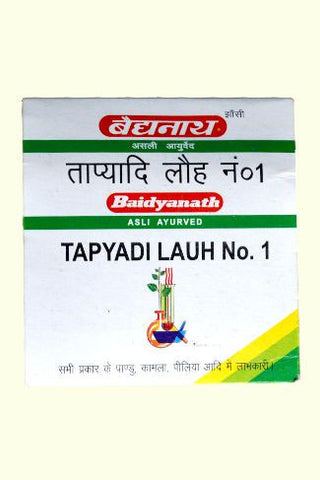 बैद्यनाथ
झाँसी
असली आयुर्वेद
ताप्यादि लौह नं०1
Baidyanath
ASLI AYURVED
TAPYADI LAUH No. 1
सभी प्रकार के पाण्डु, कामला, पीलिया आदि में लाभकारी।